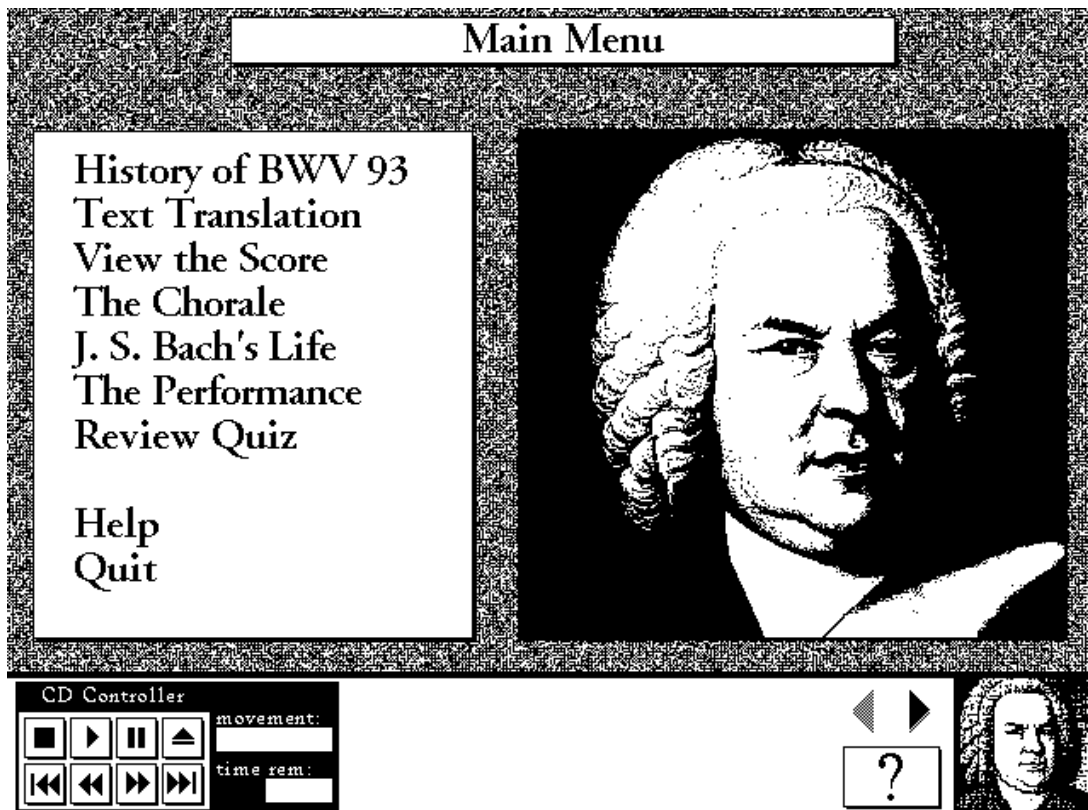 Main Menu
History of BWV 93
Text Translation
View the Score
The Chorale
J. S. Bach's Life
The Performance
Review Quiz
Help
Quit
CD Controller
movement:
time rem:
?